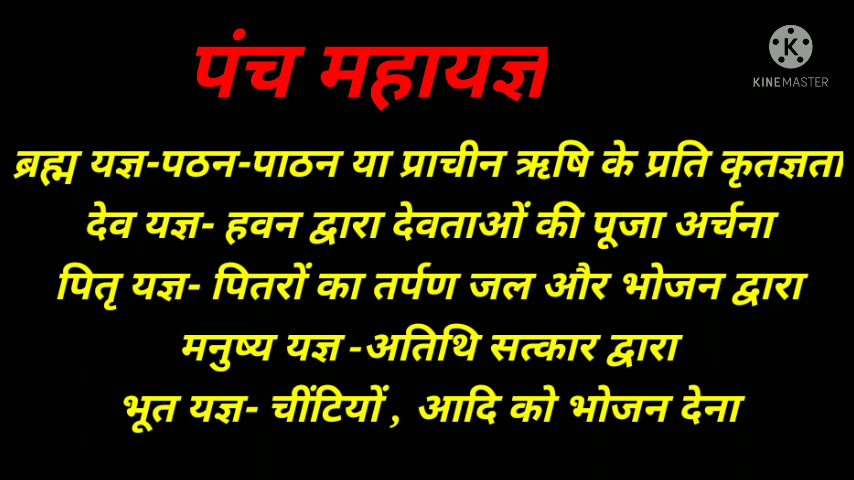 पंच महायज्ञ
KINEMASTER
ब्रह्म यज्ञ-पठन-पाठन या प्राचीन ऋषि के प्रति कृतज्ञता
देव यज्ञ- हवन द्वारा देवताओं की पूजा अर्चना
पितृ यज्ञ- पितरों का तर्पण जल और भोजन द्वारा
मनुष्य यज्ञ -अतिथि सत्कार द्वारा
भूत यज्ञ- चींटियों , आदि को भोजन देना